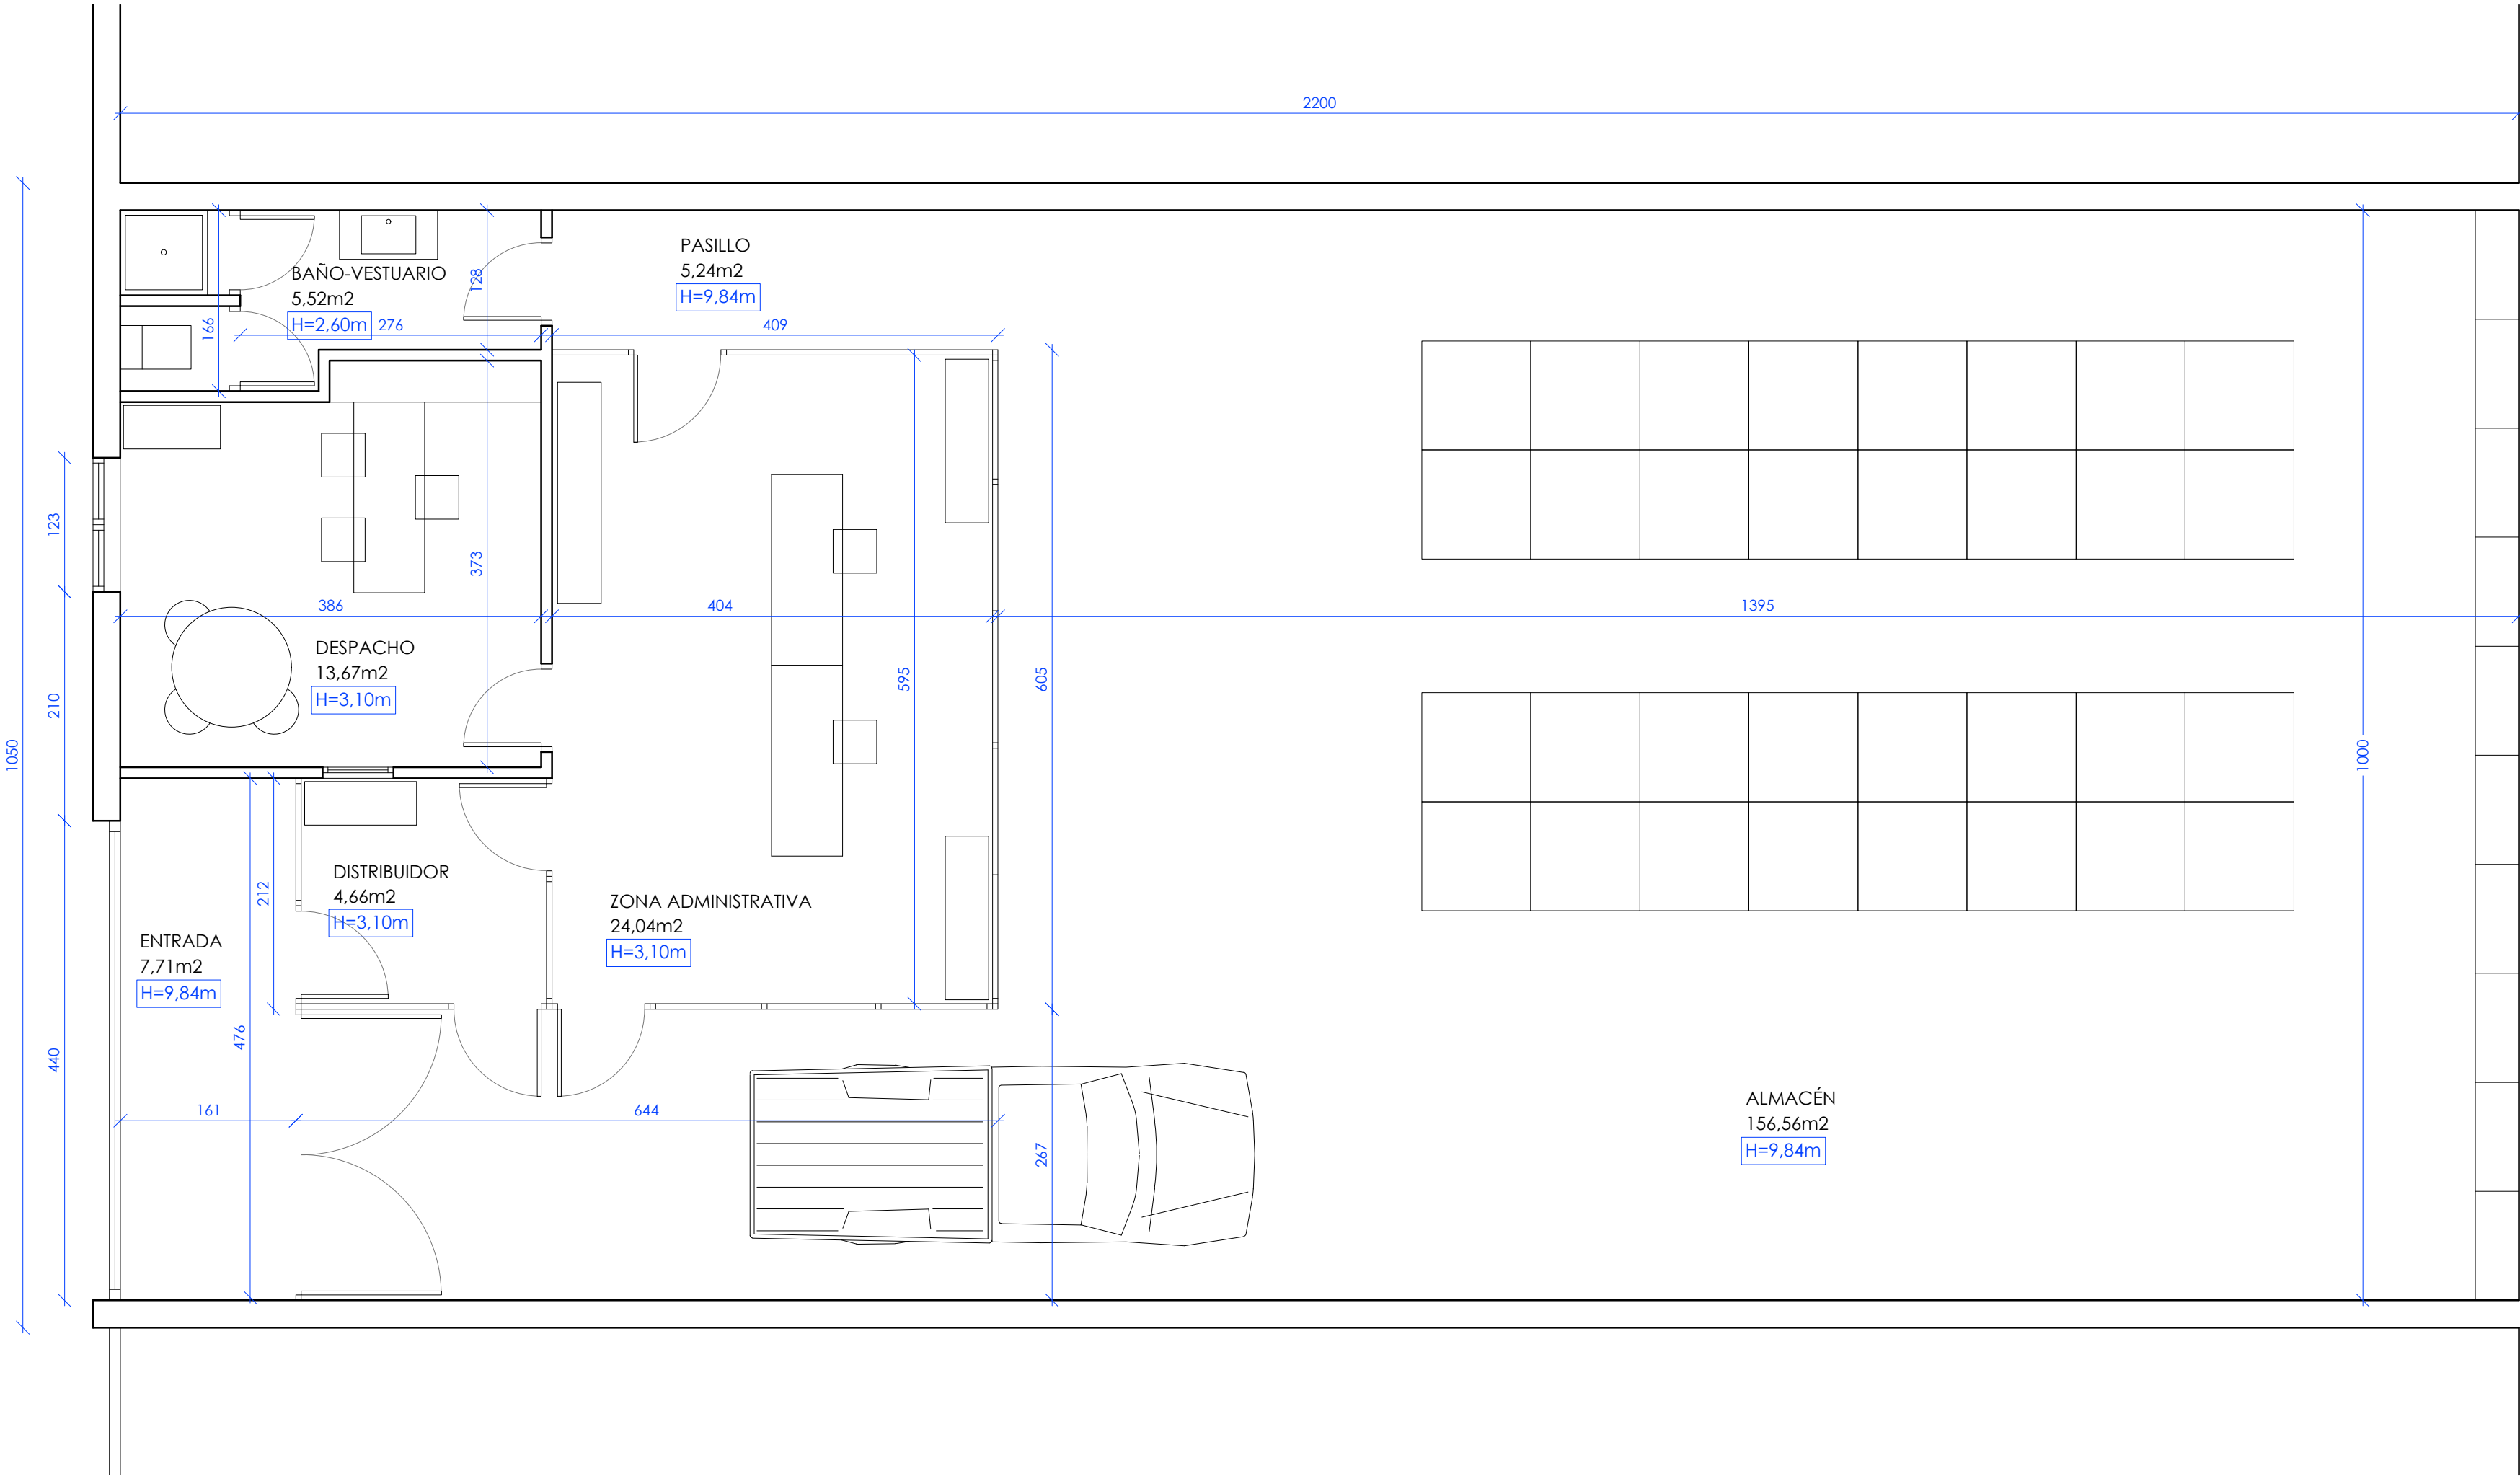 2200
PASILLO
5,24m2
H=9,84m
BAÑO-VESTUARIO
5,52m2
H=2,60m
276
128
166
409
123
373
386
404
1395
DESPACHO
13,67m2
H=3,10m
595
605
210
1050
1000
DISTRIBUIDOR
4,66m2
H=3,10m
212
ZONA ADMINISTRATIVA
24,04m2
H=3,10m
ENTRADA
7,71m2
H=9,84m
476
440
161
644
267
ALMACÉN
156,56m2
H=9,84m